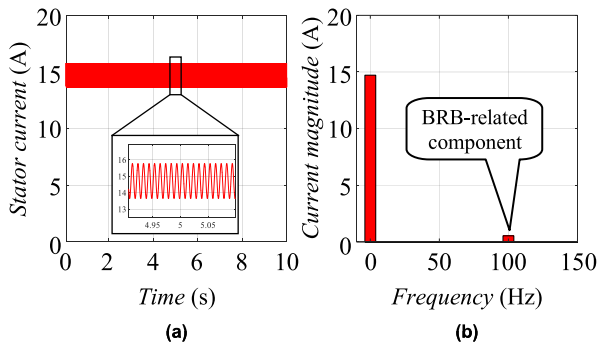 20
15
10
5
0
Stator current (A)
16
15
14
13
4.95 5 5.05
0 2 4 6 8 10
Time (s)
(a)
20
15
10
5
0
Current magnitude (A)
BRB-related
component
0 50 100 150
Frequency (Hz)
(b)